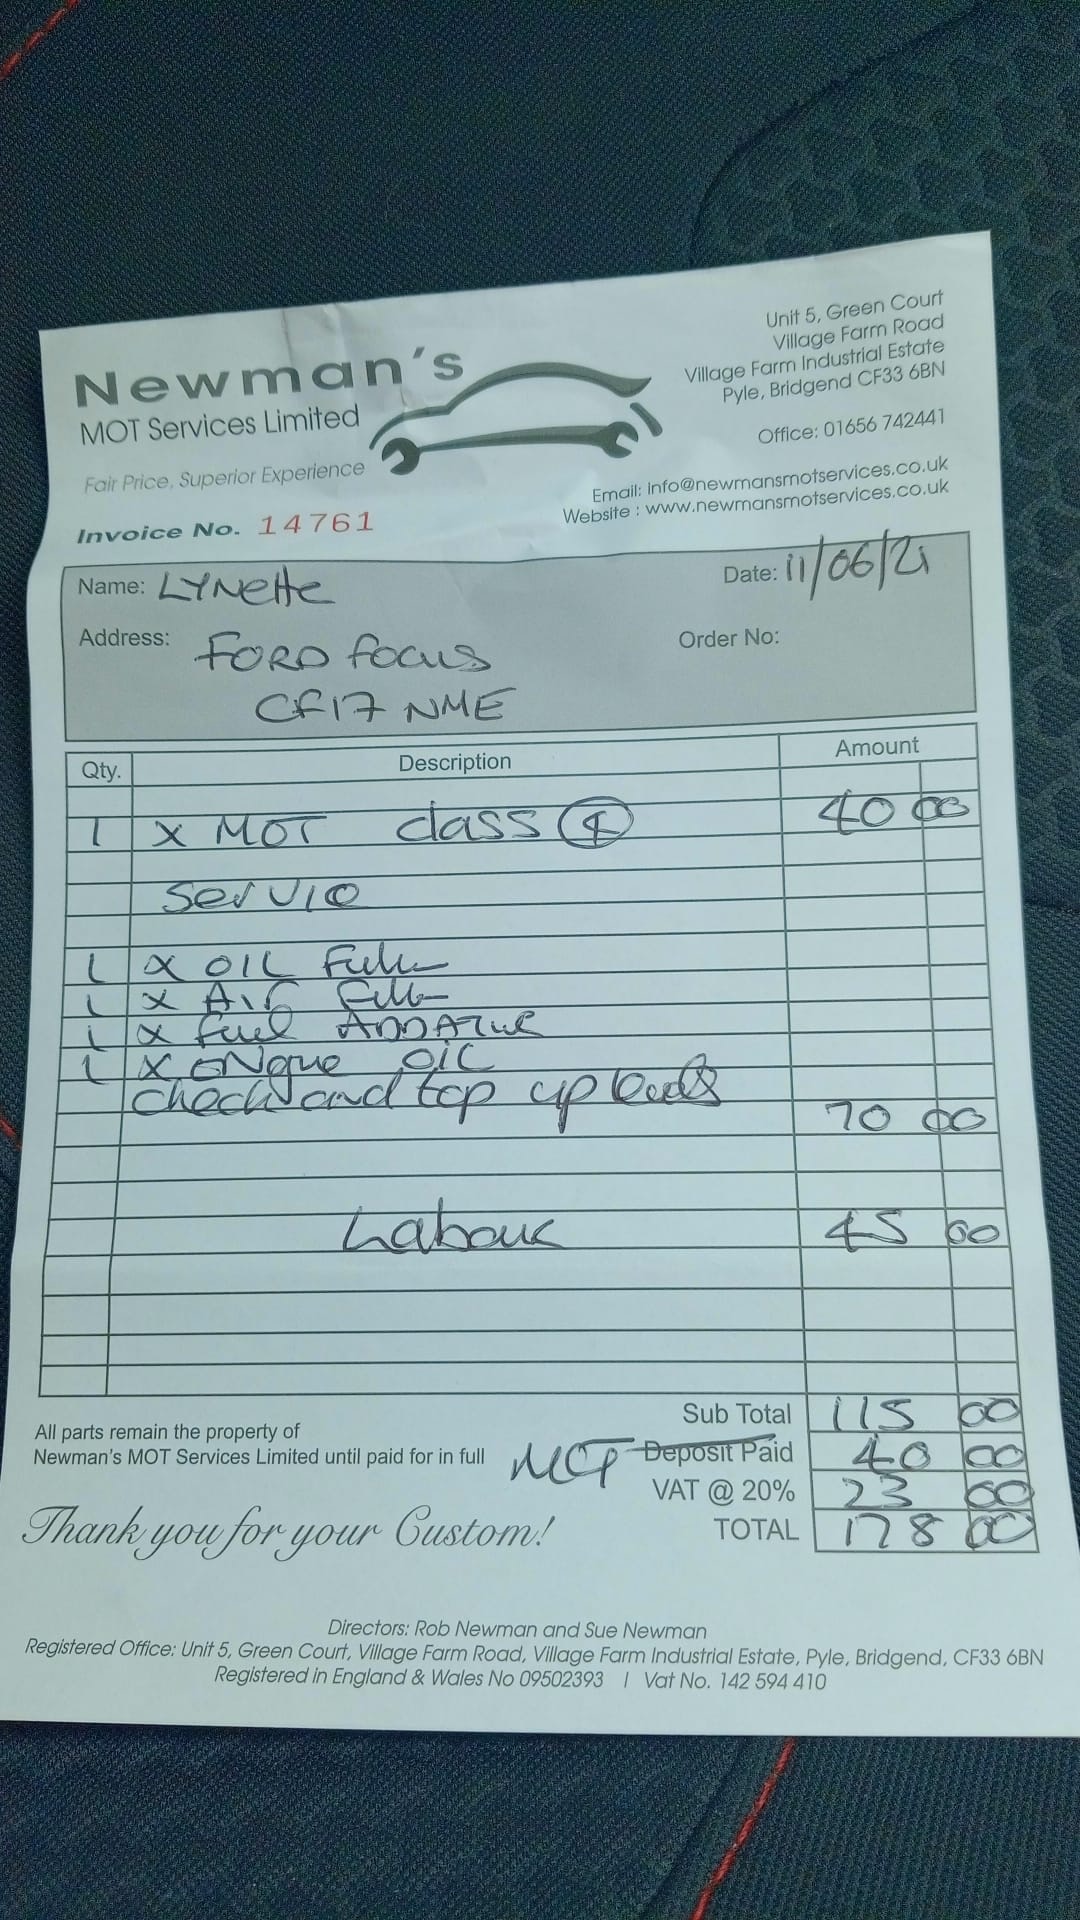 Newman's
MOT Services Limited
Fair Price, Superior Experience
Unit 5, Green Court
Village Farm Road
Village Farm Industrial Estate
Pyle, Bridgend CF33 6BN
Office: 01656 742441
Email: info@newmansmotservices.co.uk
Website : www.newmansmotservices.co.uk
Invoice No. 14761
Name: LYNette
Date: 11/06/21
Address: FORD focus
Order No:
CF17 NME
Qty. Description Amount
1 x MOT class 4 40 00
Service
1 x OIL Filter
1 x Air Filter
1 x fuel ADDATIVE
1 x engine oil
check and top up levels
70 00
Labour 45 00
Sub Total 115 00
All parts remain the property of
Newman's MOT Services Limited until paid for in full
MOT Deposit Paid 40 00
VAT @ 20% 23 00
TOTAL 178 00
Thank you for your Custom!
Directors: Rob Newman and Sue Newman
Registered Office: Unit 5, Green Court, Village Farm Road, Village Farm Industrial Estate, Pyle, Bridgend, CF33 6BN
Registered in England & Wales No 09502393 | Vat No. 142 594 410